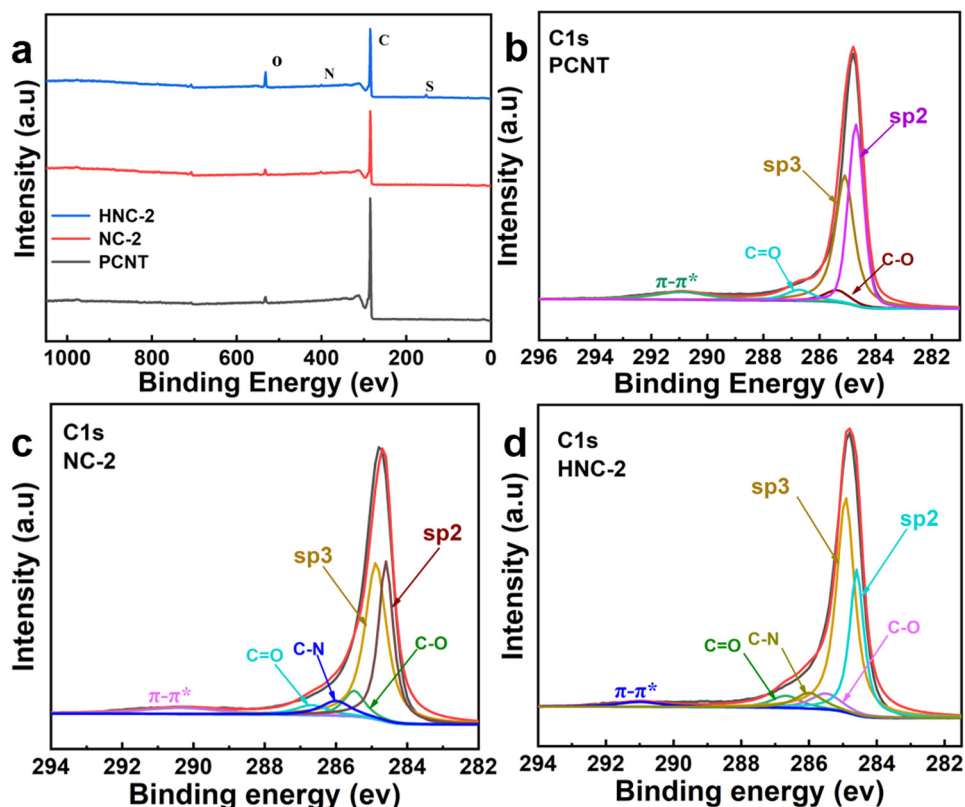 a
Intensity (a.u)
O
N
C
S
HNC-2
NC-2
PCNT
1000 800 600 400 200 0
Binding Energy (ev)
b
C1s
PCNT
Intensity (a.u)
sp2
sp3
C=O
C-O
π-π*
296 294 292 290 288 286 284 282
Binding Energy (ev)
c
C1s
NC-2
Intensity (a.u)
sp3
sp2
C=O
C-N
C-O
π-π*
294 292 290 288 286 284 282
Binding energy (ev)
d
C1s
HNC-2
Intensity (a.u)
sp3
sp2
C=O
C-N
C-O
π-π*
294 292 290 288 286 284 282
Binding energy (ev)